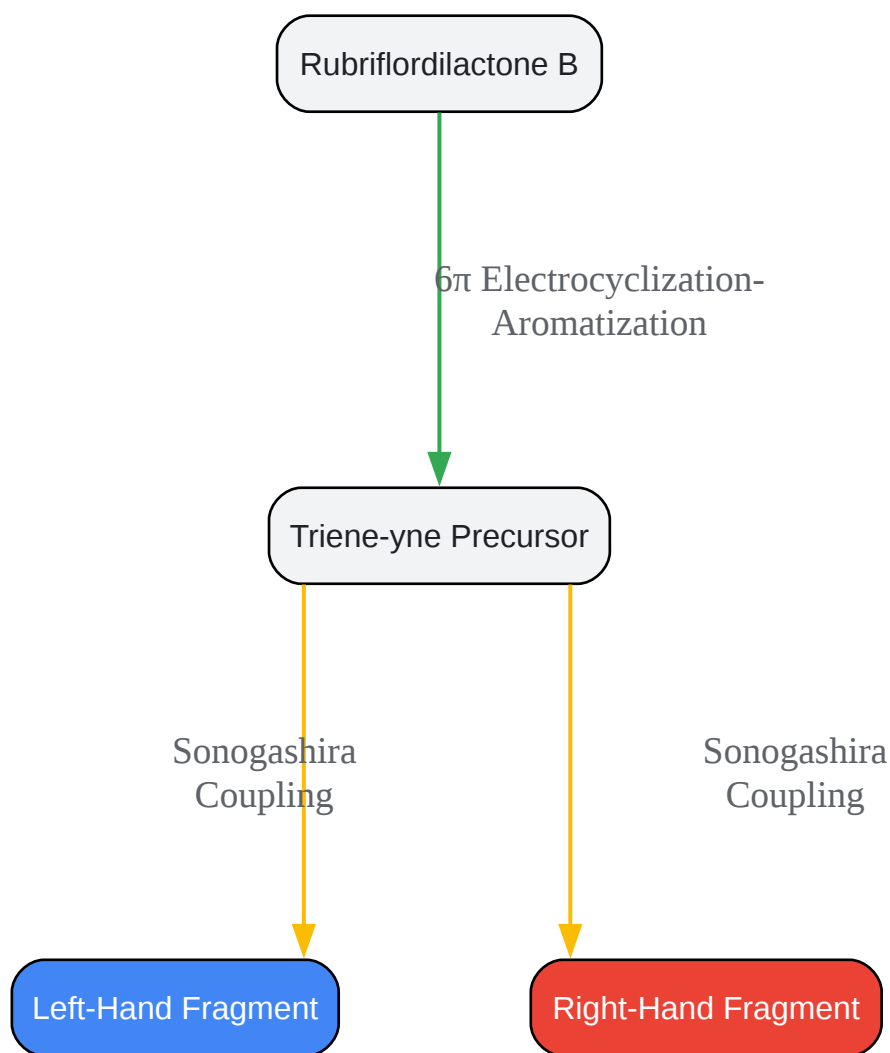 Rubriflordilactone B
6π Electrocyclization-
Aromatization
Triene-yne Precursor
Sonogashira
Coupling
Sonogashira
Coupling
Left-Hand Fragment
Right-Hand Fragment